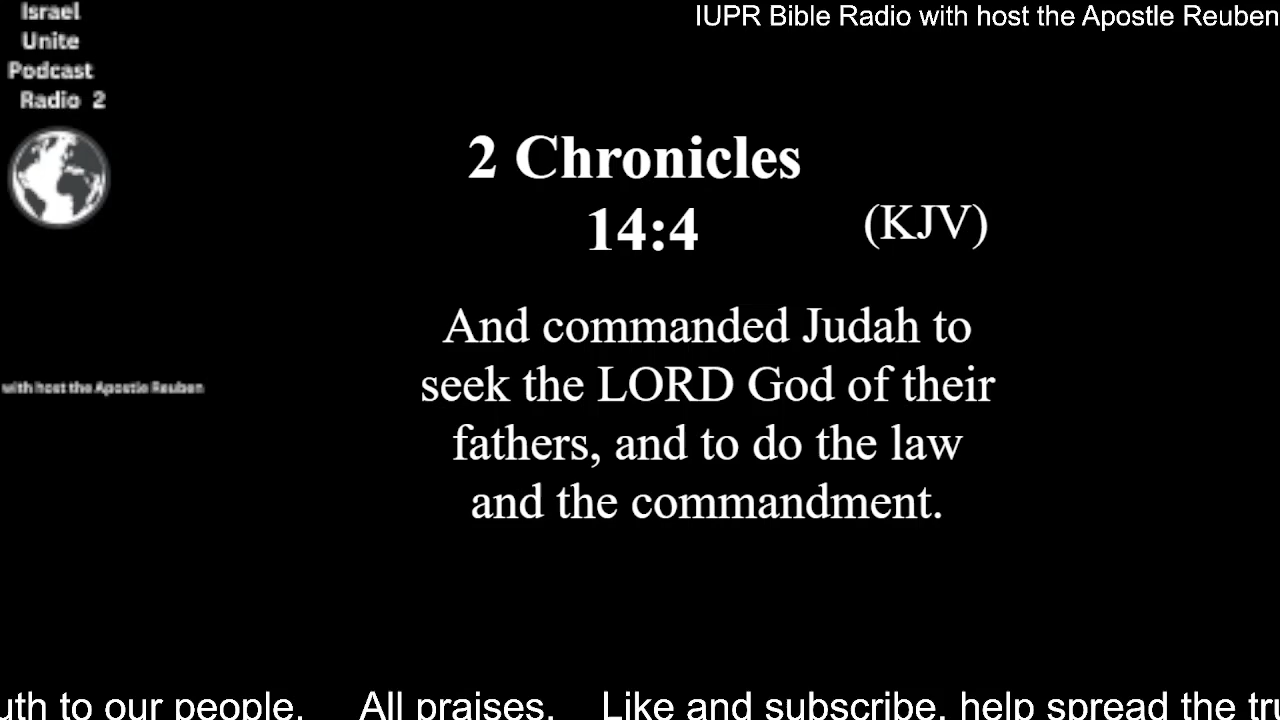 Israel
Unite
Podcast
Radio 2
IUPR Bible Radio with host the Apostle Reuben
2 Chronicles
14:4
(KJV)
And commanded Judah to
seek the LORD God of their
fathers, and to do the law
and the commandment.
with host the Apostle Reuben
uth to our people. All praises. Like and subscribe, help spread the tru